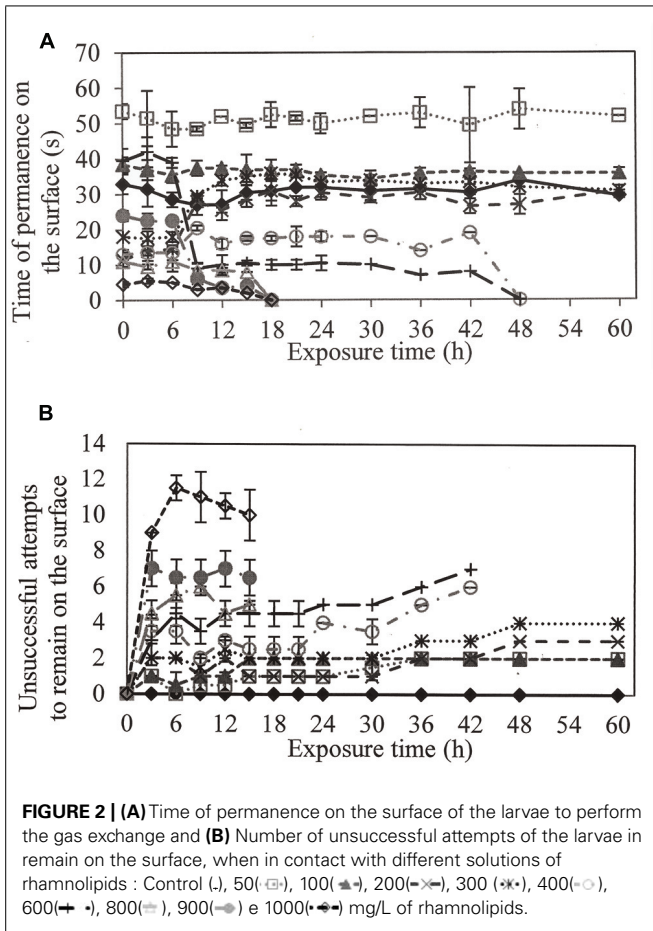 A
Time of permanence on
the surface (s)
70
60
50
40
30
20
10
0
0 6 12 18 24 30 36 42 48 54 60
Exposure time (h)
B
Unsuccessful attempts
to remain on the surface
14
12
10
8
6
4
2
0
0 6 12 18 24 30 36 42 48 54 60
Exposure time (h)
FIGURE 2 | (A) Time of permanence on the surface of the larvae to perform
the gas exchange and (B) Number of unsuccessful attempts of the larvae in
remain on the surface, when in contact with different solutions of
rhamnolipids : Control (), 50(), 100(), 200(), 300 (), 400(),
600(), 800(), 900() e 1000() mg/L of rhamnolipids.